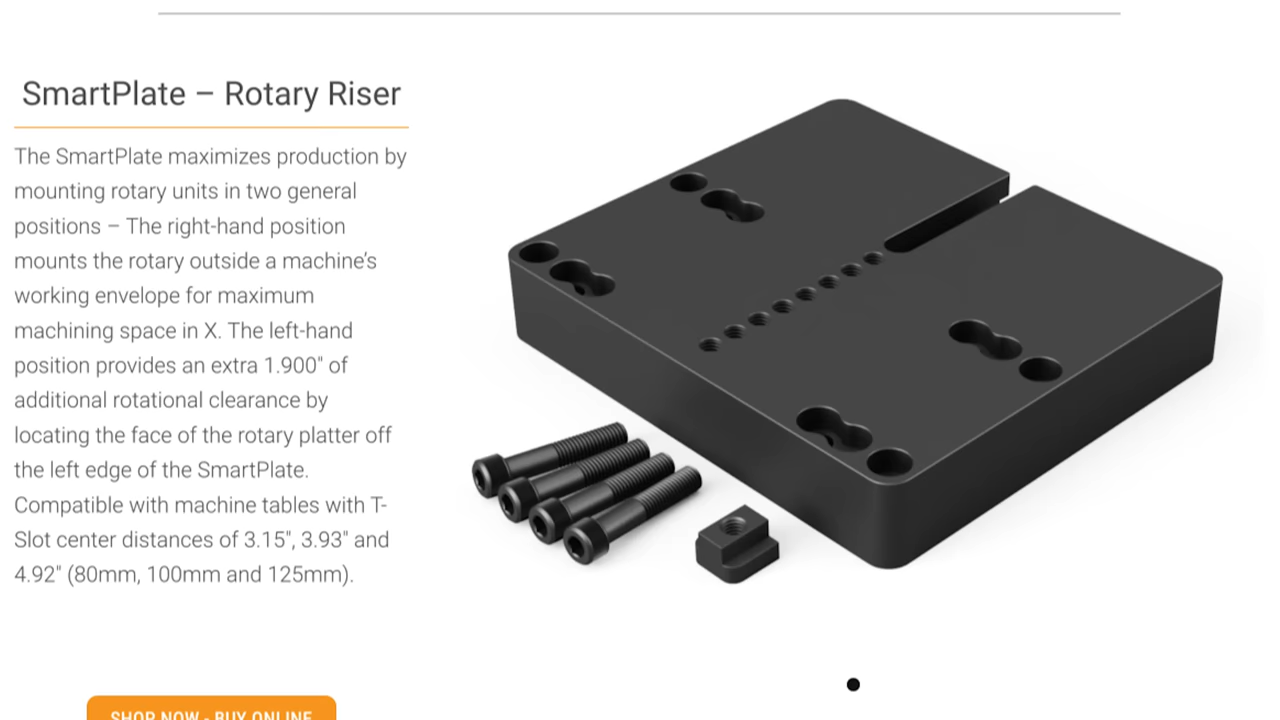 SmartPlate – Rotary Riser
The SmartPlate maximizes production by
mounting rotary units in two general
positions – The right-hand position
mounts the rotary outside a machine’s
working envelope for maximum
machining space in X. The left-hand
position provides an extra 1.900" of
additional rotational clearance by
locating the face of the rotary platter off
the left edge of the SmartPlate.
Compatible with machine tables with T-
Slot center distances of 3.15", 3.93" and
4.92" (80mm, 100mm and 125mm).
SHOP NOW - BUY ONLINE